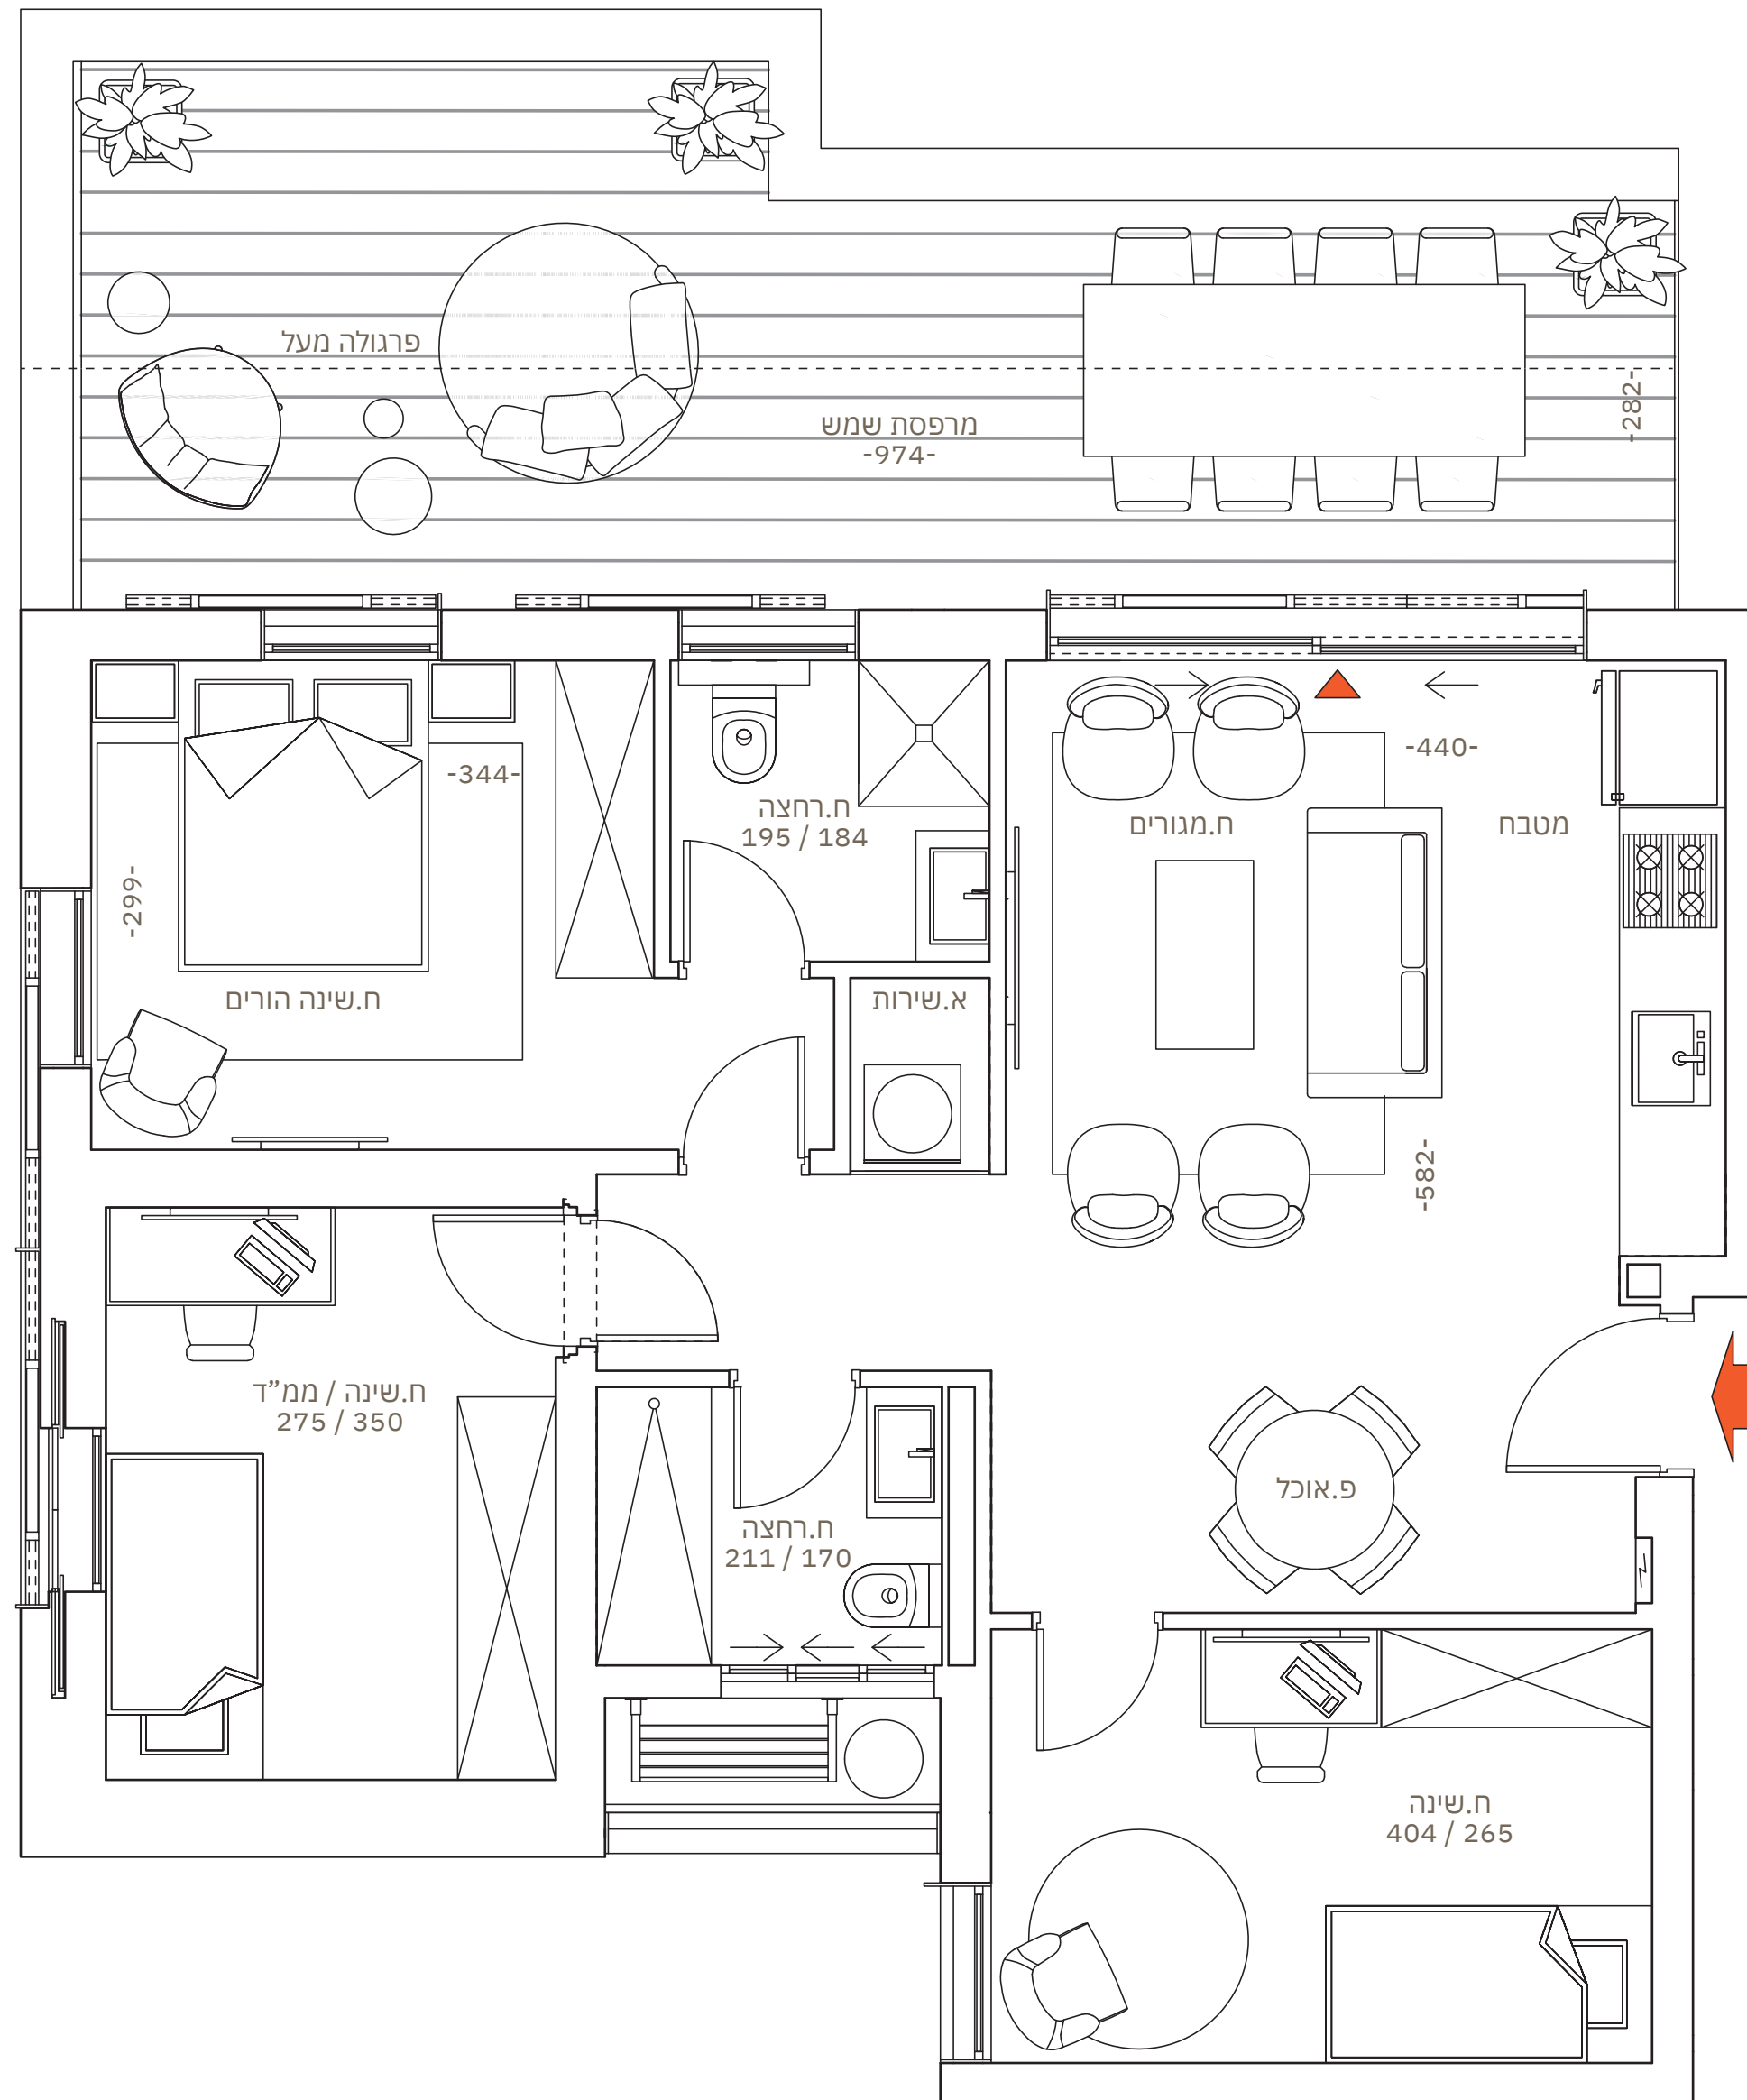 פרגולה מעל
מרפסת שמש
-974-
-282-
-344-
-299-
ח.שינה הורים
ח.רחצה
195 / 184
א.שירות
ח.מגורים
-440-
מטבח
-582-
ח.שינה / ממ״ד
275 / 350
ח.רחצה
211 / 170
פ.אוכל
ח.שינה
404 / 265